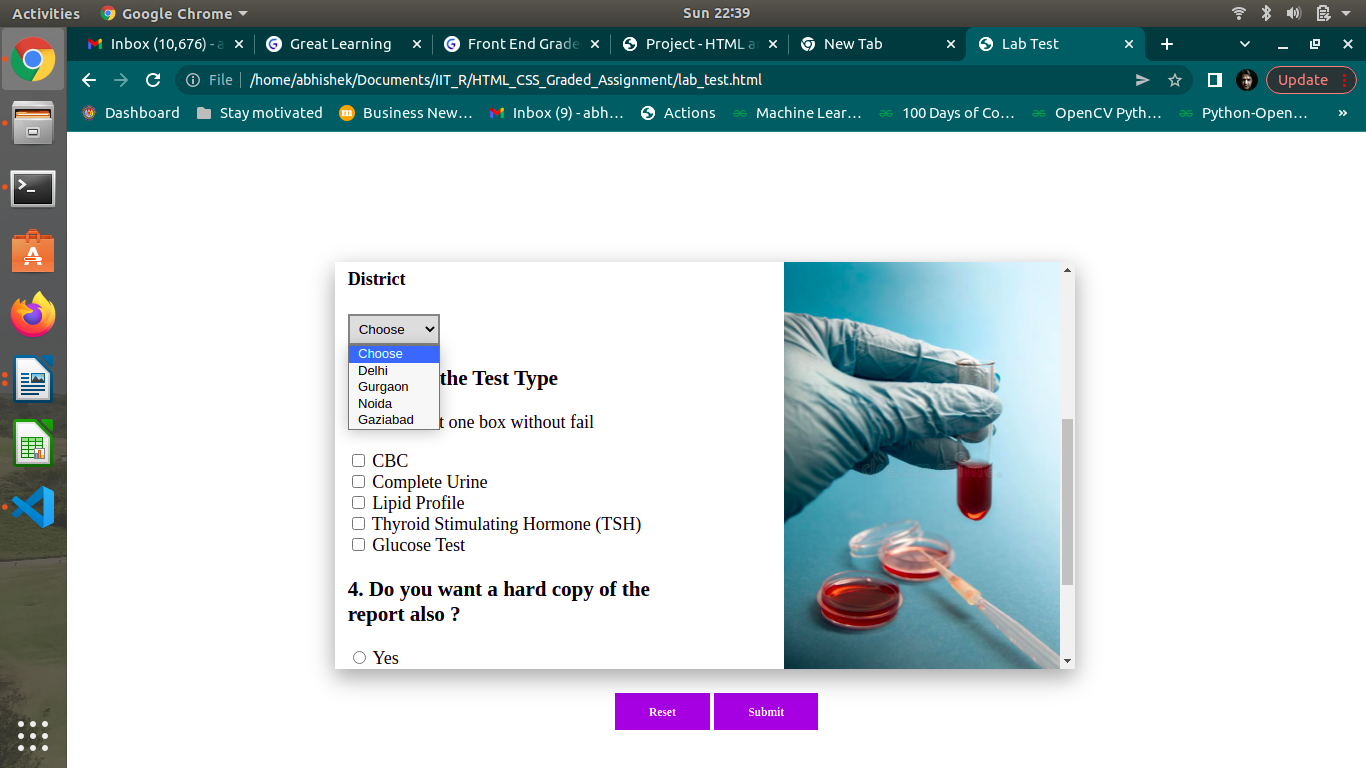 Activities Google Chrome Sun 22:39
Inbox (10,676) - a Great Learning Front End Grade Project - HTML a New Tab Lab Test
File /home/abhishek/Documents/IIT_R/HTML_CSS_Graded_Assignment/lab_test.html Update
Dashboard Stay motivated Business New… Inbox (9) - abh… Actions Machine Lear… 100 Days of Co… OpenCV Pyth… Python-Open… »
District
Choose
Choose
Delhi
Gurgaon
Noida
Gaziabad
the Test Type
t one box without fail
CBC
Complete Urine
Lipid Profile
Thyroid Stimulating Hormone (TSH)
Glucose Test
4. Do you want a hard copy of the
report also ?
Yes
Reset Submit